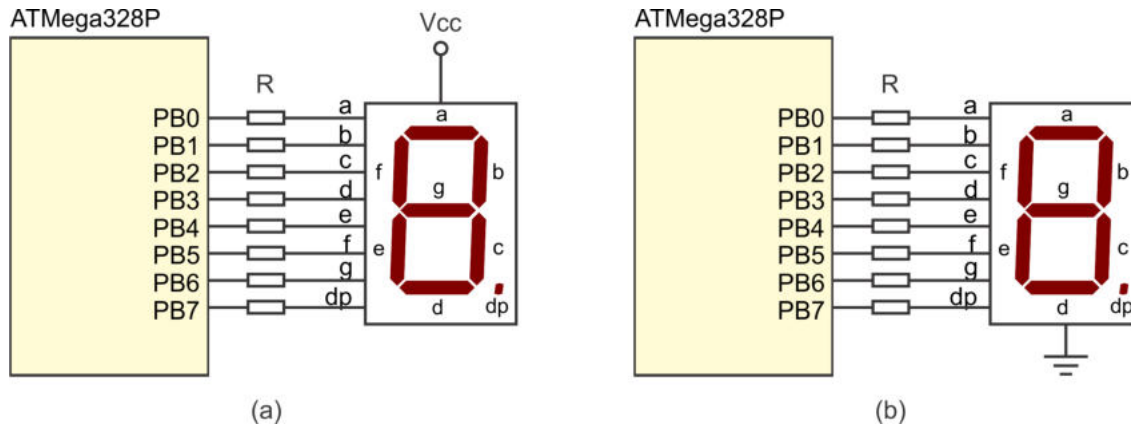 ATMega328P
Vcc
R
PB0 a
PB1 b
PB2 c
PB3 d
PB4 e
PB5 f
PB6 g
PB7 dp
a
f b
g
e c
d dp
(a)
ATMega328P
R
PB0 a
PB1 b
PB2 c
PB3 d
PB4 e
PB5 f
PB6 g
PB7 dp
a
f b
g
e c
d dp
(b)